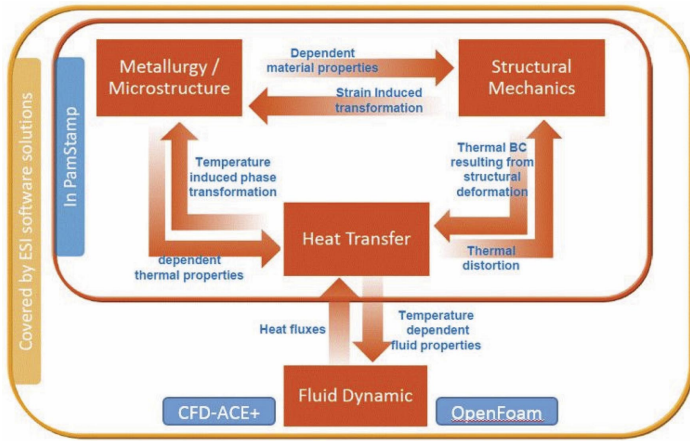 Covered by ESI software solutions
In PamStamp
Metallurgy /
Microstructure
Dependent
material properties
Strain Induced
transformation
Structural
Mechanics
Temperature
induced phase
transformation
Thermal BC
resulting from
structural
deformation
Heat Transfer
dependent
thermal properties
Thermal
distortion
Heat fluxes
Temperature
dependent
fluid properties
Fluid Dynamic
CFD-ACE+
OpenFoam